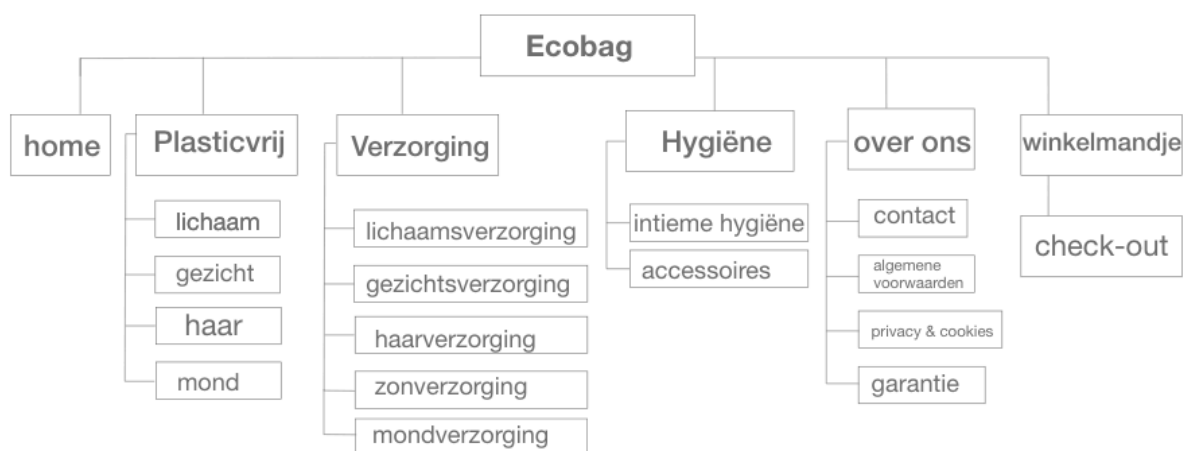 Ecobag
home
Plasticvrij
lichaam
gezicht
haar
mond
Verzorging
lichaamsverzorging
gezichtsverzorging
haarverzorging
zonverzorging
mondverzorging
Hygiëne
intieme hygiëne
accessoires
over ons
contact
algemene
voorwaarden
privacy & cookies
garantie
winkelmandje
check-out